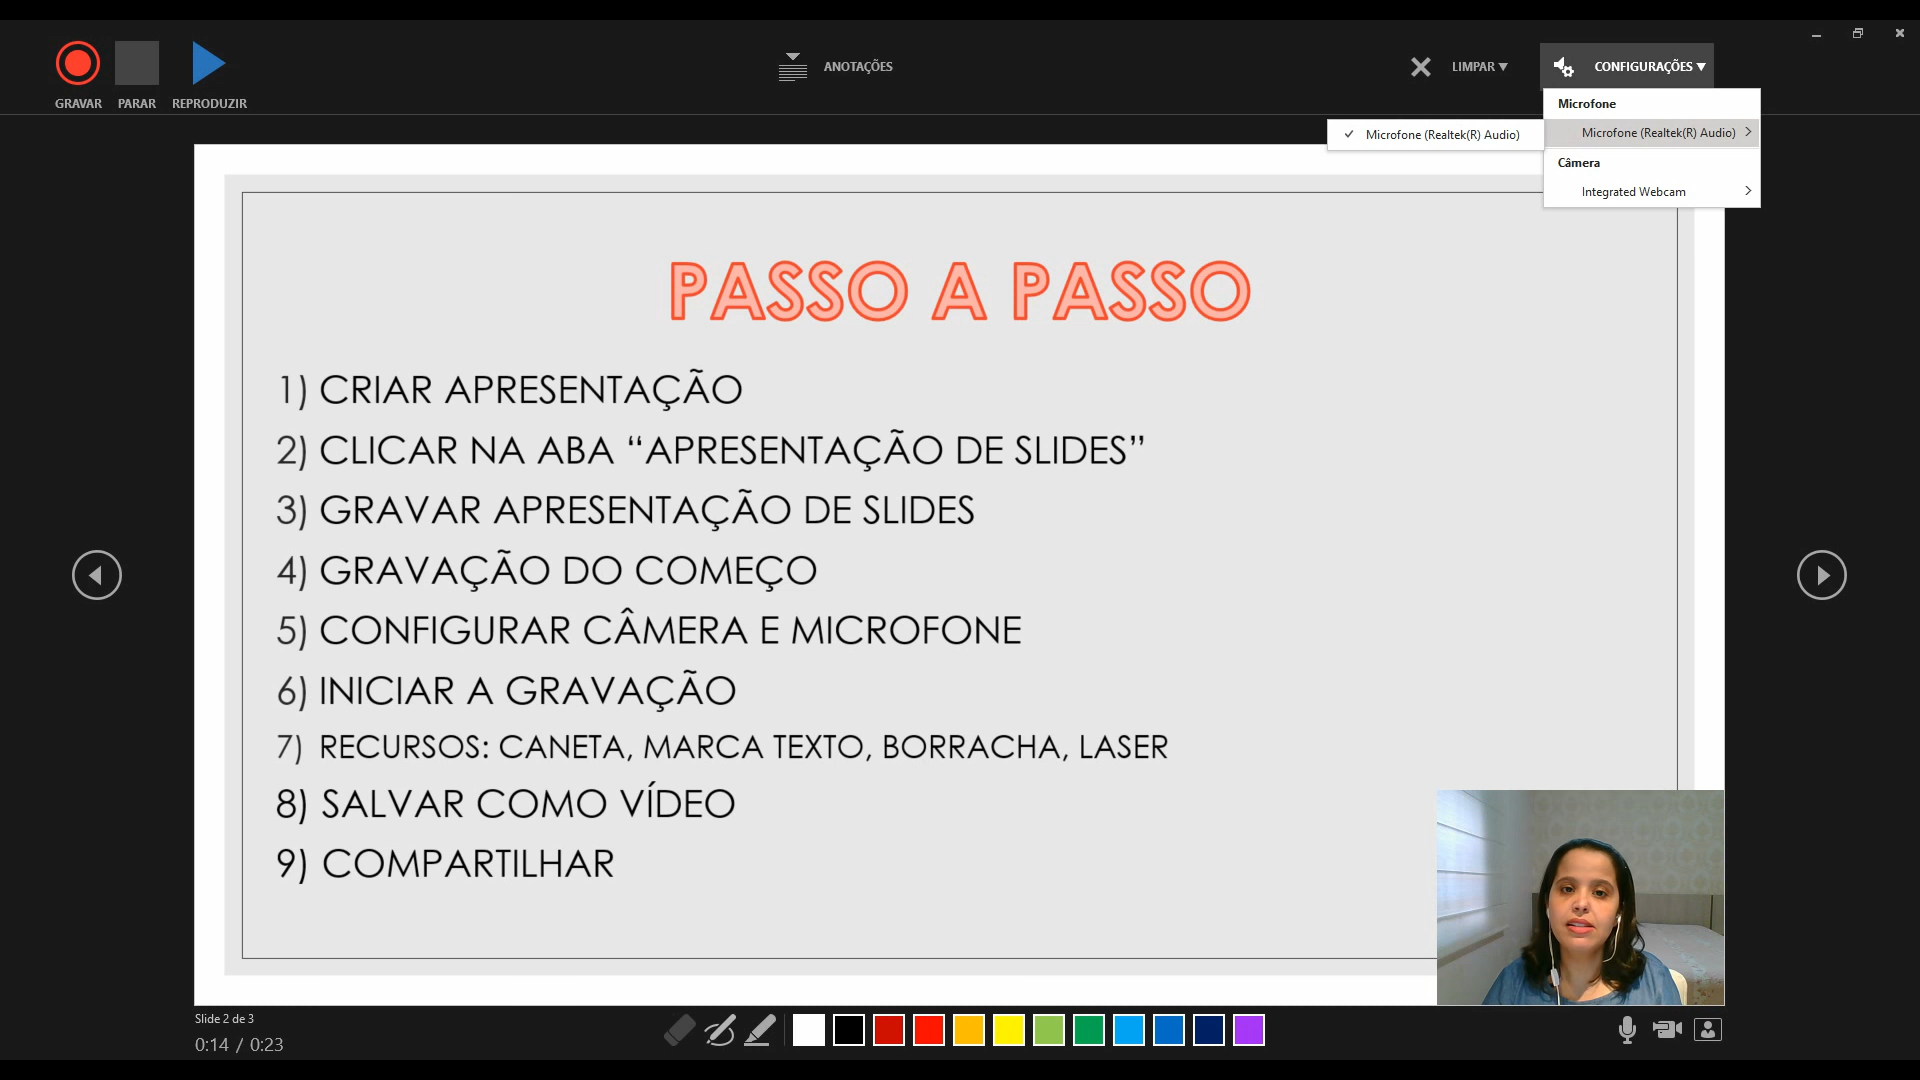 GRAVAR PARAR REPRODUZIR
ANOTAÇÕES
LIMPAR
CONFIGURAÇÕES
Microfone
Microfone (Realtek(R) Audio)
Microfone (Realtek(R) Audio)
Câmera
Integrated Webcam
PASSO A PASSO
1) CRIAR APRESENTAÇÃO
2) CLICAR NA ABA “APRESENTAÇÃO DE SLIDES”
3) GRAVAR APRESENTAÇÃO DE SLIDES
4) GRAVAÇÃO DO COMEÇO
5) CONFIGURAR CÂMERA E MICROFONE
6) INICIAR A GRAVAÇÃO
7) RECURSOS: CANETA, MARCA TEXTO, BORRACHA, LASER
8) SALVAR COMO VÍDEO
9) COMPARTILHAR
Slide 2 de 3
0:14 / 0:23